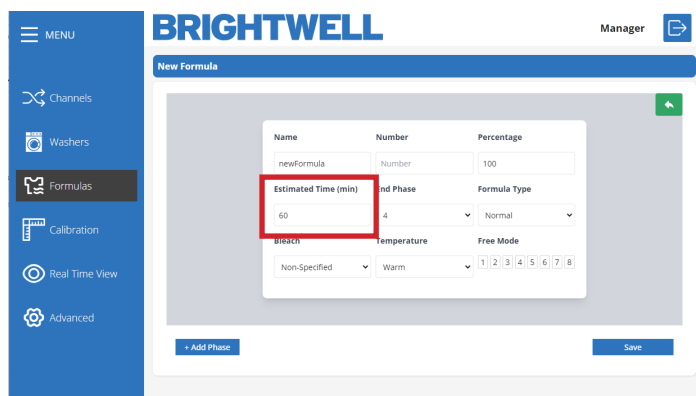 MENU
BRIGHTWELL
Manager
New Formula
Channels
Washers
Formulas
Calibration
Real Time View
Advanced
Name Number Percentage
newFormula Number 100
Estimated Time (min) End Phase Formula Type
60 4 Normal
Bleach Temperature Free Mode
Non-Specified Warm 1 2 3 4 5 6 7 8
+ Add Phase Save